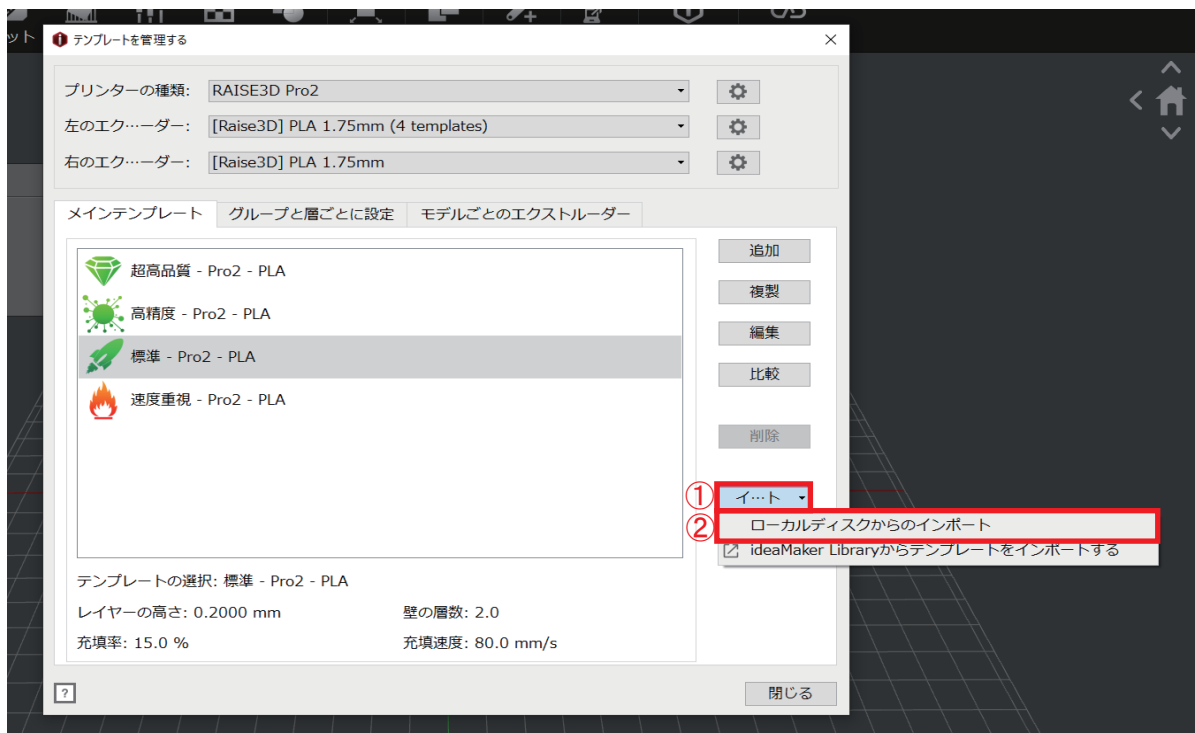 ット
テンプレートを管理する
プリンターの種類: RAISE3D Pro2
左のエク…ーダー: [Raise3D] PLA 1.75mm (4 templates)
右のエク…ーダー: [Raise3D] PLA 1.75mm
メインテンプレート グループと層ごとに設定 モデルごとのエクストルーダー
追加
超高品質 - Pro2 - PLA
複製
高精度 - Pro2 - PLA
編集
標準 - Pro2 - PLA
比較
速度重視 - Pro2 - PLA
削除
① イ…ト
② ローカルディスクからのインポート
ideaMaker Libraryからテンプレートをインポートする
テンプレートの選択: 標準 - Pro2 - PLA
レイヤーの高さ: 0.2000 mm 壁の層数: 2.0
充填率: 15.0 % 充填速度: 80.0 mm/s
? 閉じる